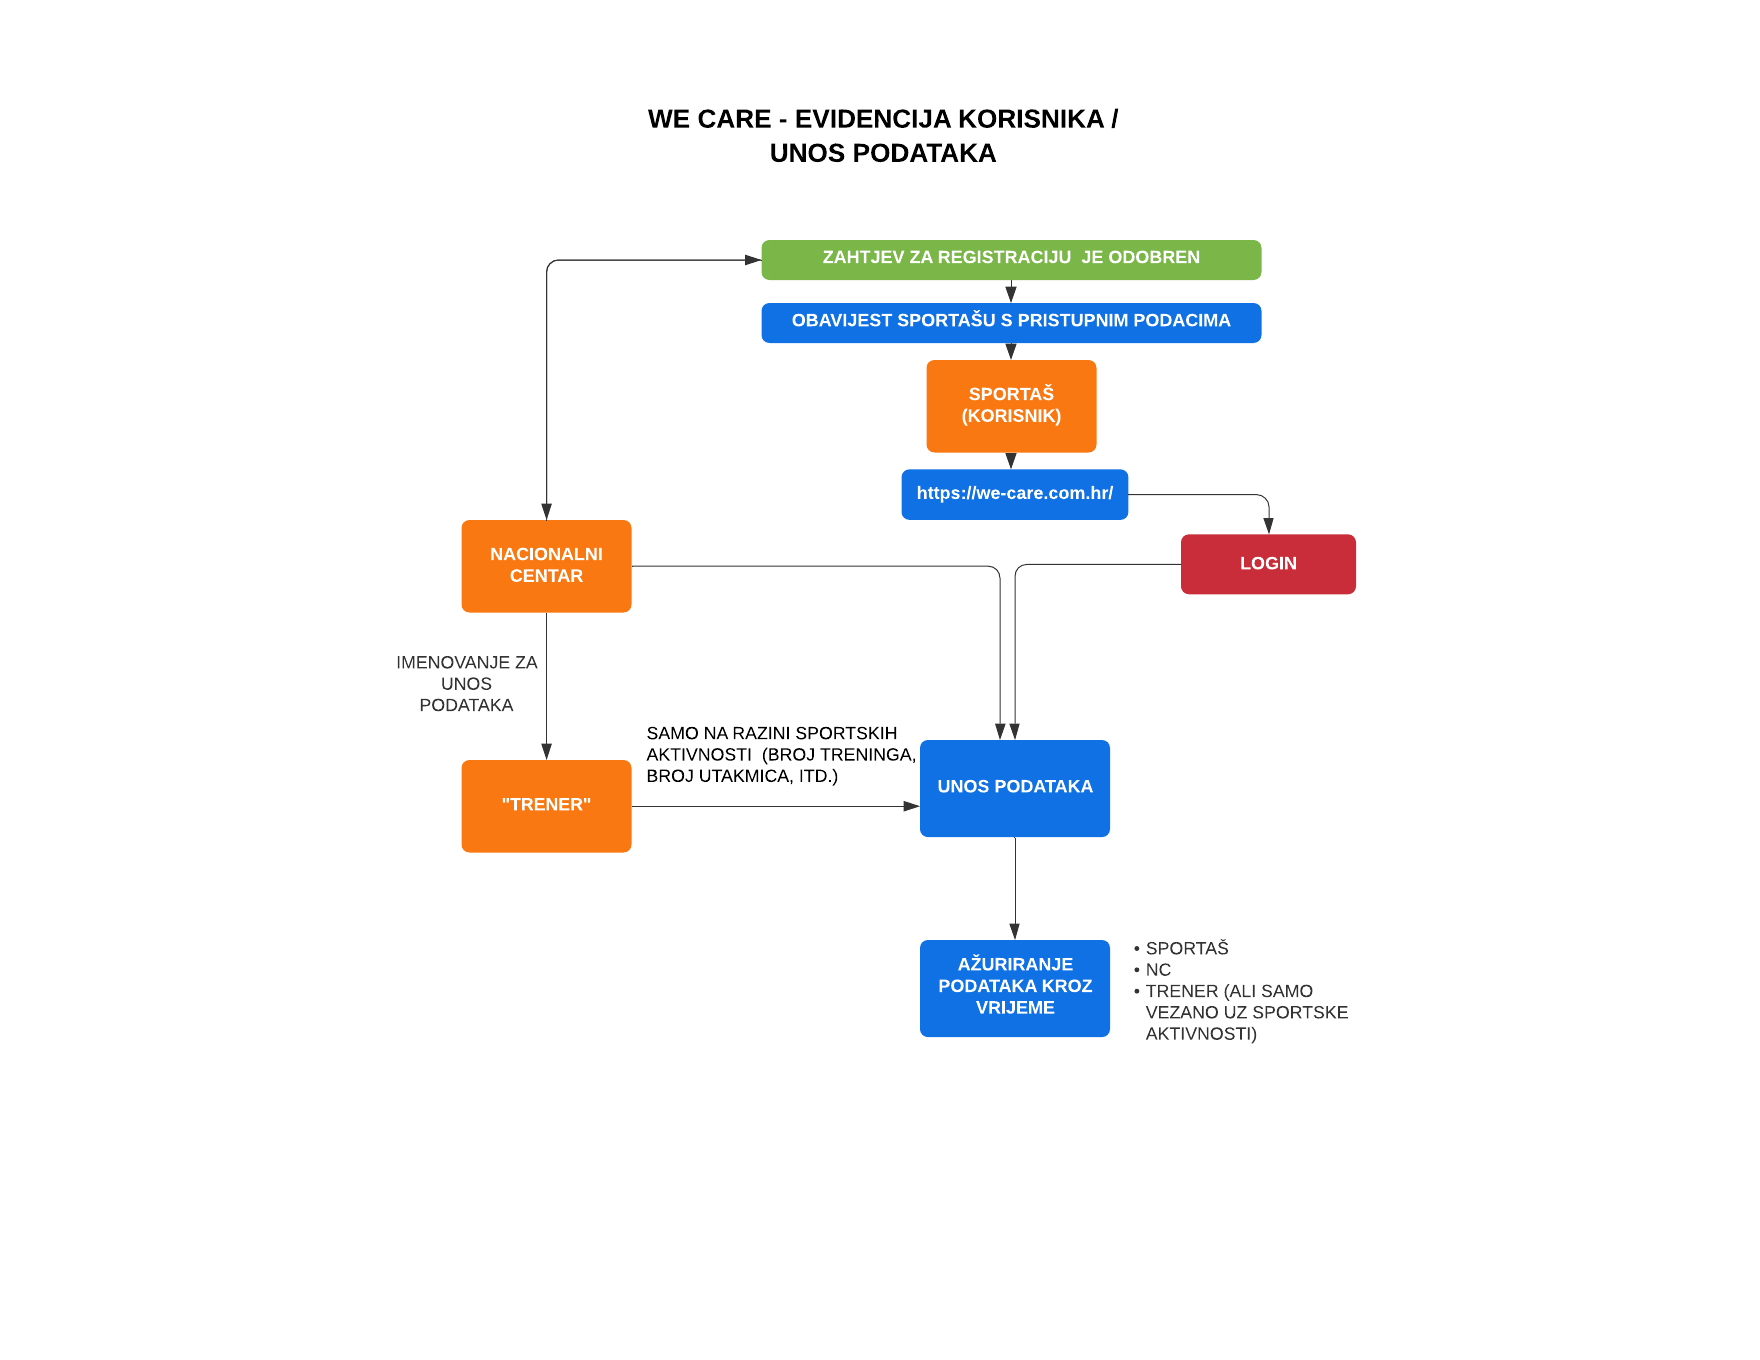 WE CARE - EVIDENCIJA KORISNIKA /
UNOS PODATAKA
ZAHTJEV ZA REGISTRACIJU  JE ODOBREN
OBAVIJEST SPORTAŠU S PRISTUPNIM PODACIMA
SPORTAŠ
(KORISNIK)
https://we-care.com.hr/
NACIONALNI
CENTAR
LOGIN
IMENOVANJE ZA
UNOS
PODATAKA
SAMO NA RAZINI SPORTSKIH
AKTIVNOSTI  (BROJ TRENINGA,
BROJ UTAKMICA, ITD.)
"TRENER"
UNOS PODATAKA
AŽURIRANJE
PODATAKA KROZ
VRIJEME
• SPORTAŠ
• NC
• TRENER (ALI SAMO
VEZANO UZ SPORTSKE
AKTIVNOSTI)